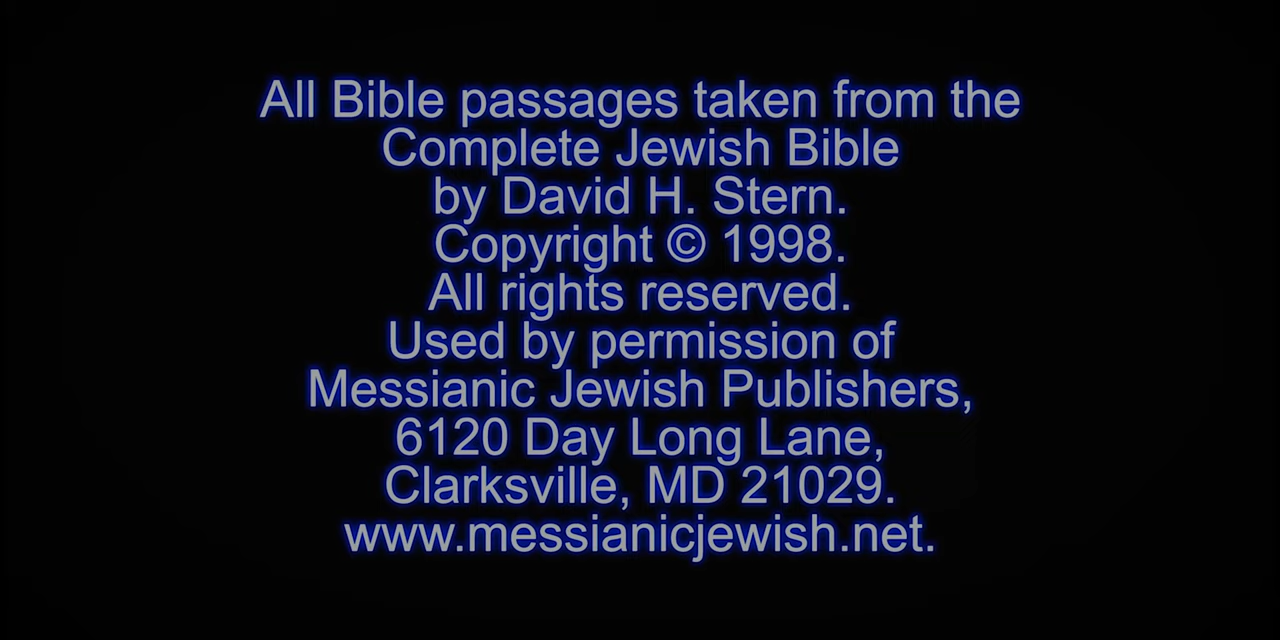 All Bible passages taken from the
Complete Jewish Bible
by David H. Stern.
Copyright © 1998.
All rights reserved.
Used by permission of
Messianic Jewish Publishers,
6120 Day Long Lane,
Clarksville, MD 21029.
www.messianicjewish.net.